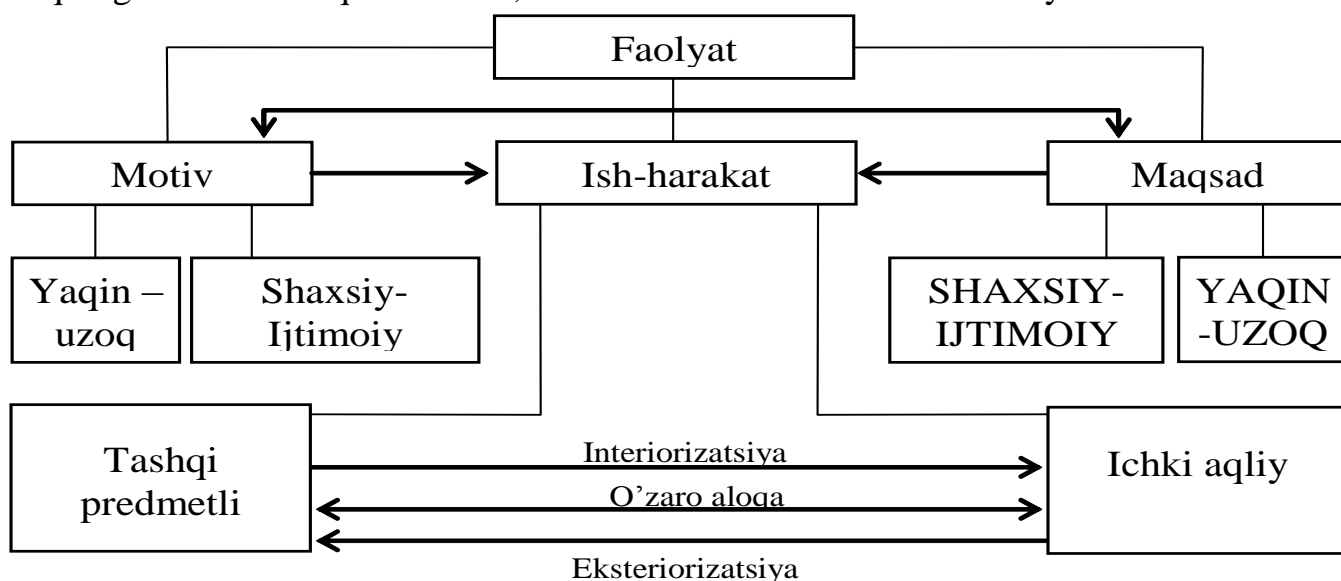 Faolyat
Motiv
Ish-harakat
Maqsad
Yaqin –
uzoq
Shaxsiy-
Ijtimoiy
SHAXSIY-
IJTIMOIY
YAQIN
-UZOQ
Tashqi
predmetli
Interiorizatsiya
O’zaro aloqa
Eksteriorizatsiya
Ichki aqliy